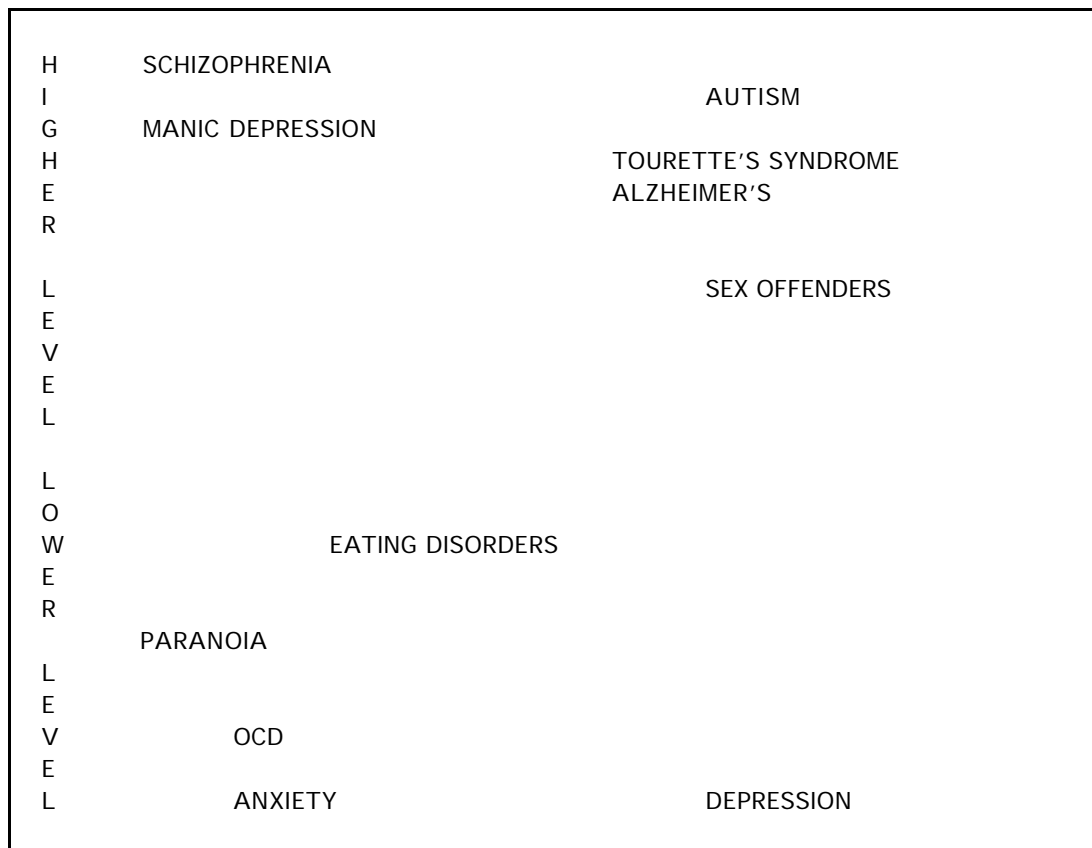 H SCHIZOPHRENIA
I AUTISM
G MANIC DEPRESSION
H TOURETTE'S SYNDROME
E ALZHEIMER'S
R
L SEX OFFENDERS
E
V
E
L
L
O
W EATING DISORDERS
E
R
PARANOIA
L
E
V OCD
E
L ANXIETY DEPRESSION